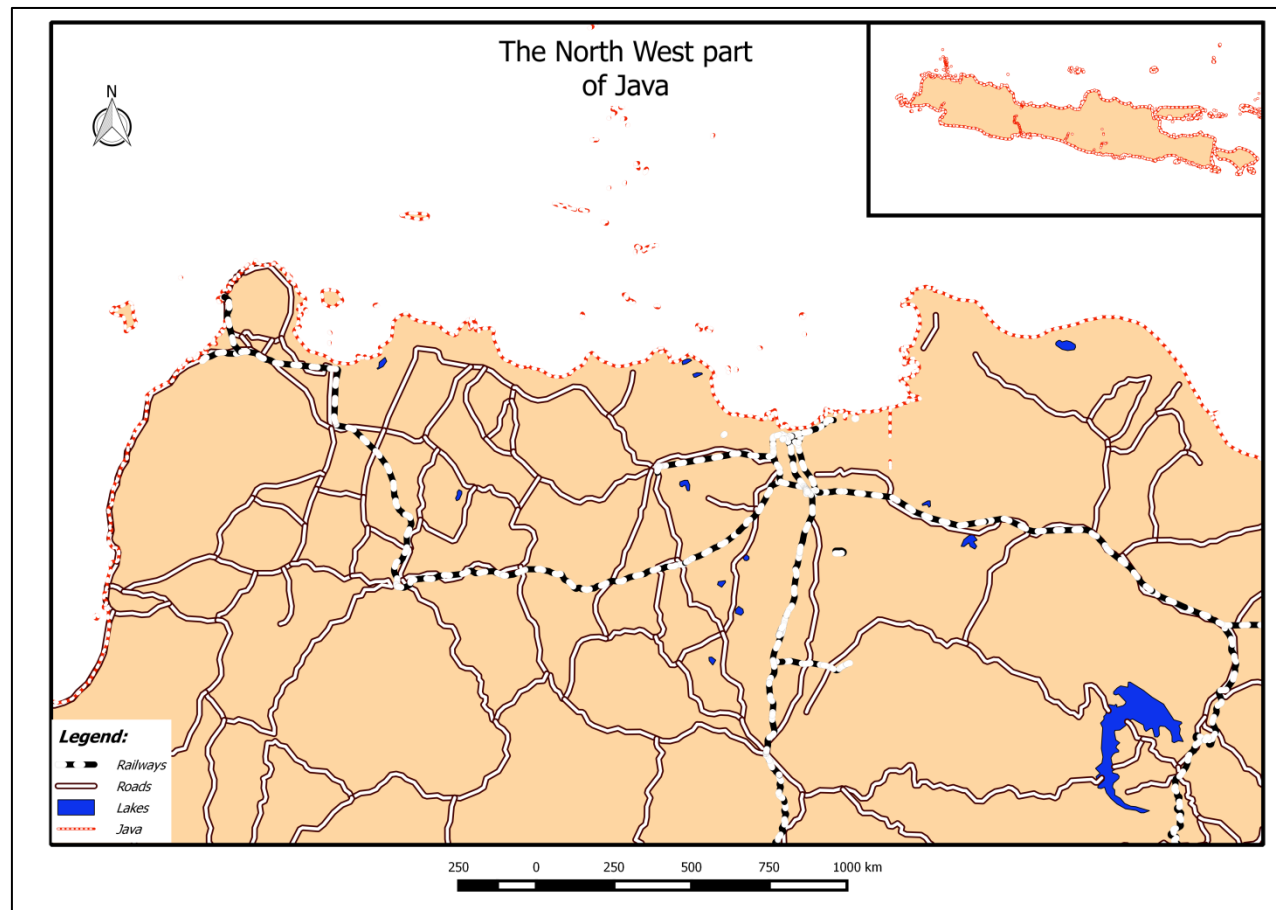 The North West part
of Java
N
Legend:
Railways
Roads
Lakes
Java
250 0 250 500 750 1000 km